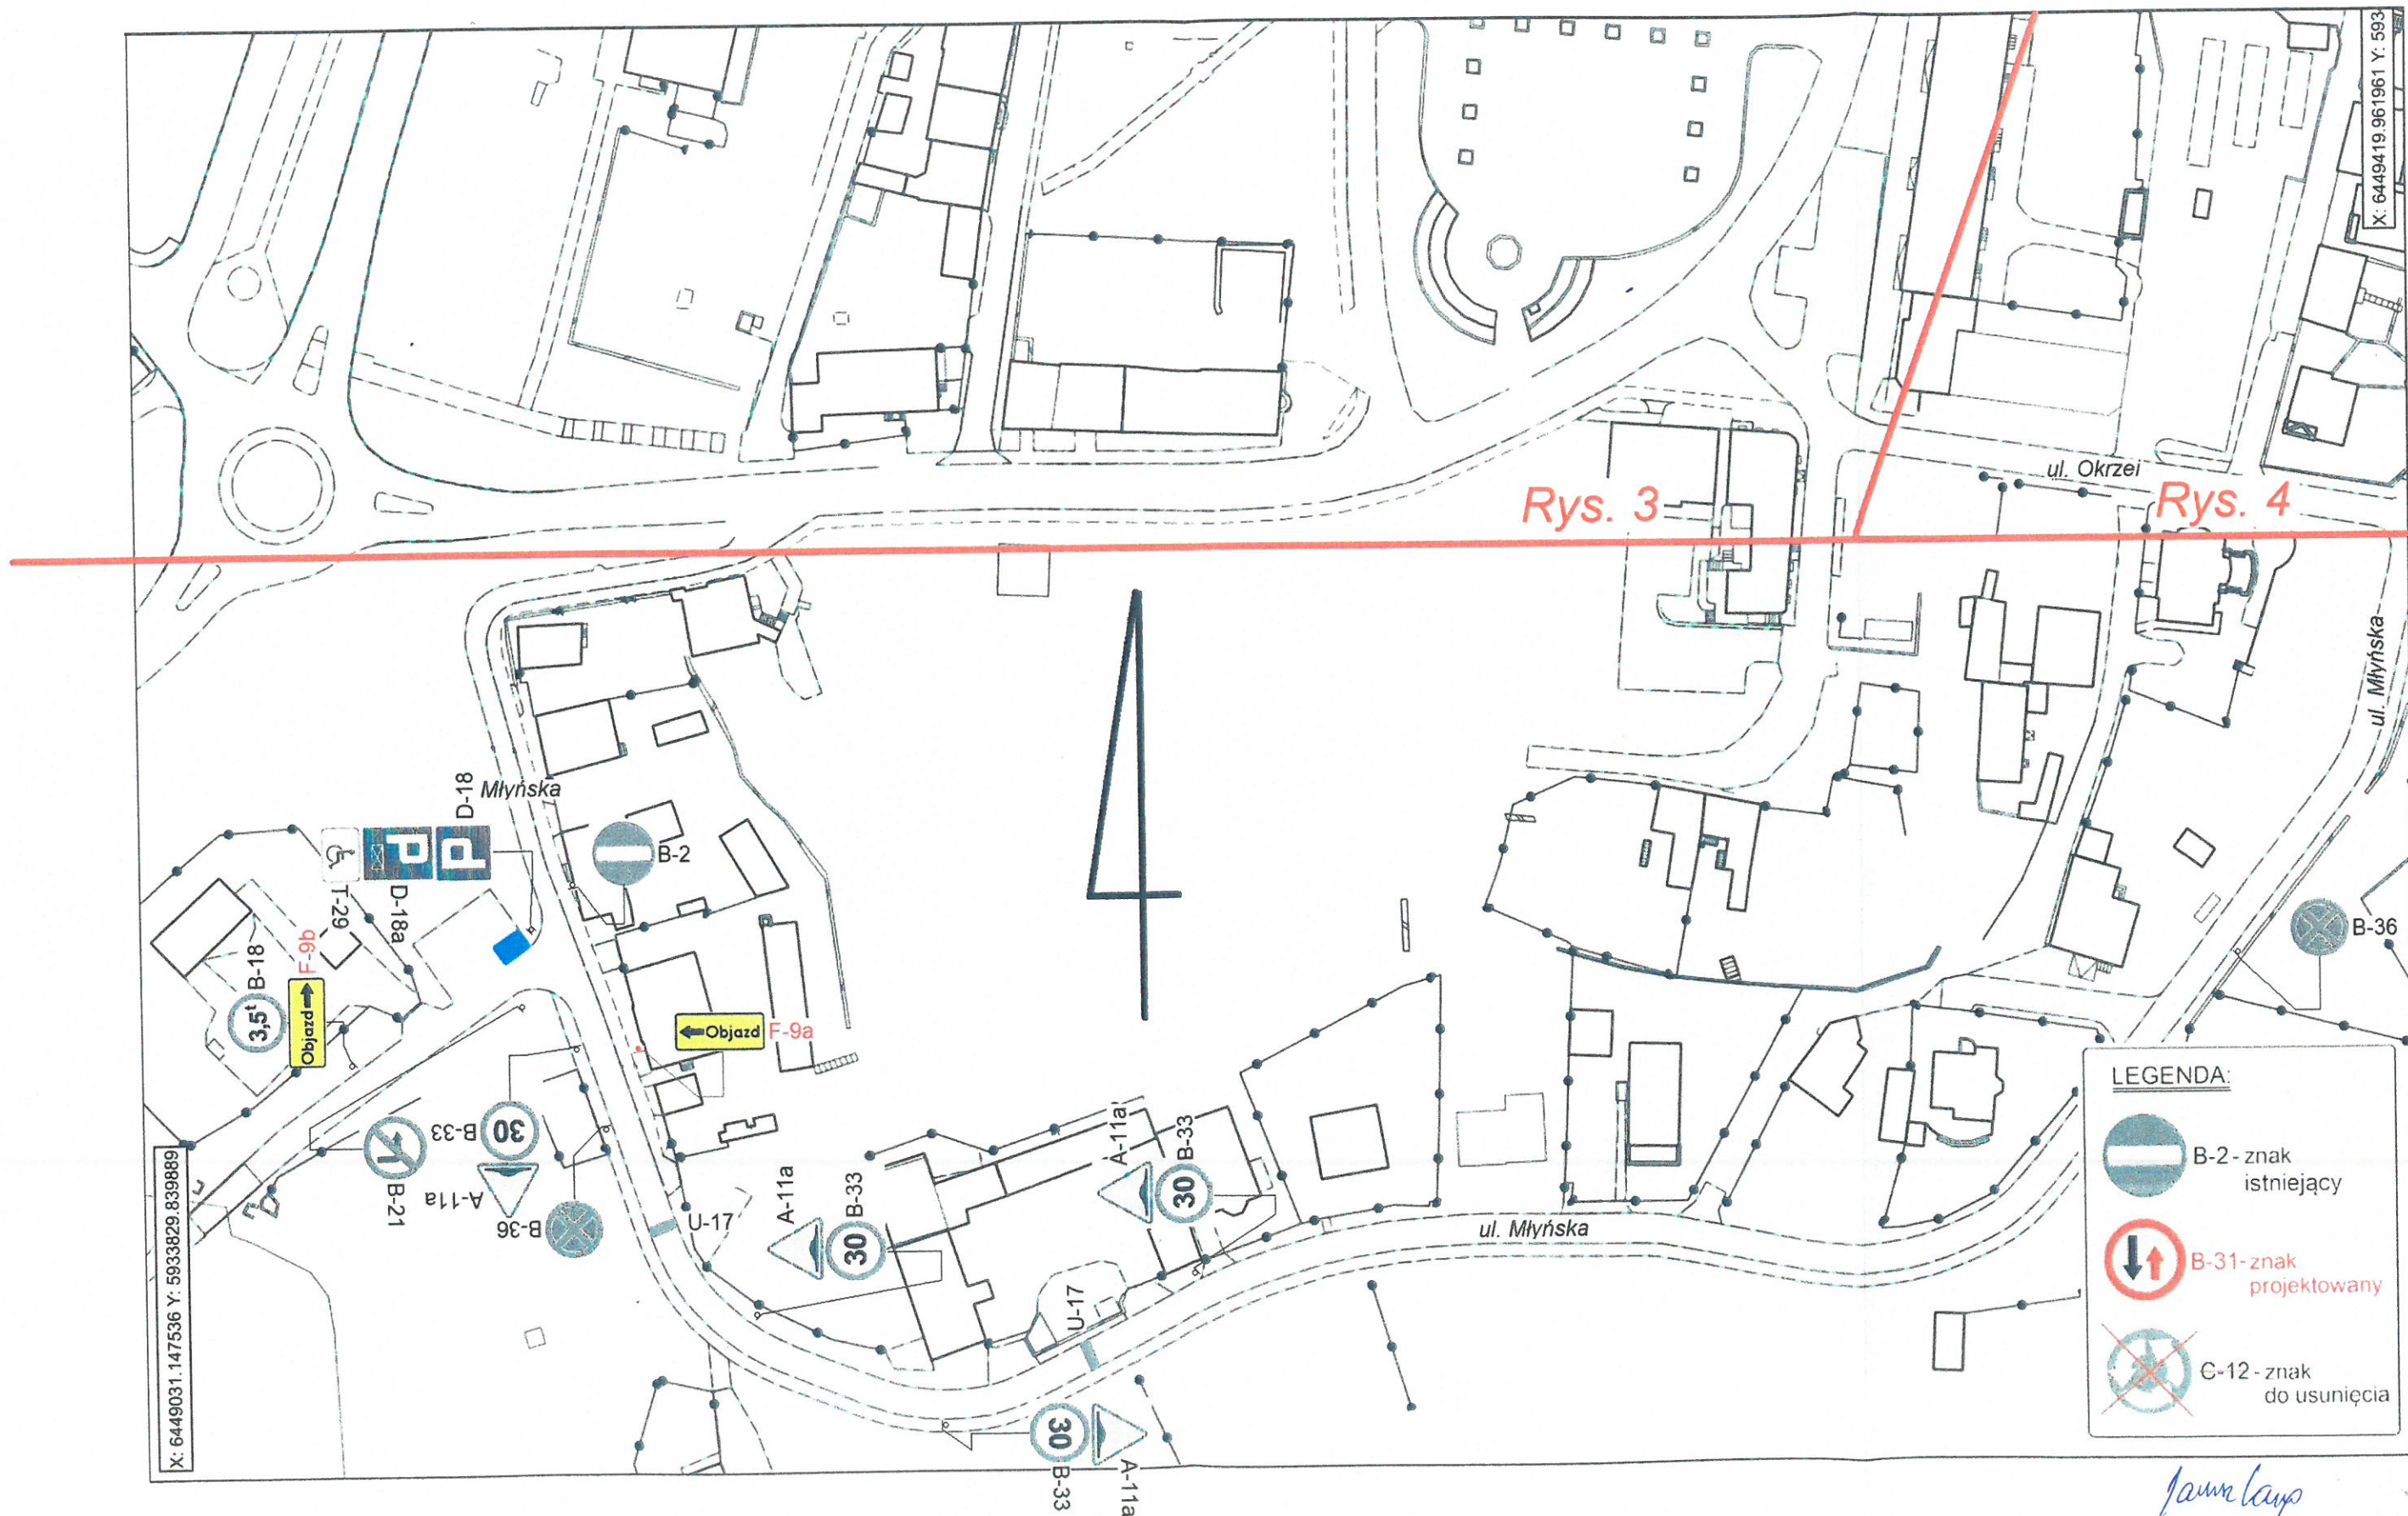 X: 6449419.961961 Y: 593
ul. Okrzei
Rys. 3
Rys. 4
ul. Młyńska
D-18
Młyńska
P
P
T-29
D-18a
B-2
B-36
B-18
F-9b
3,5t
Objazd
Objazd
F-9a
B-33
30
A-11a
B-21
B-36
U-17
A-11a
B-33
30
A-11a
B-33
30
U-17
ul. Młyńska
30
B-33
A-11a
X: 6449031.147536 Y: 5933829.839889
LEGENDA:
B-2 - znak
istniejący
B-31- znak
projektowany
C-12 - znak
do usunięcia